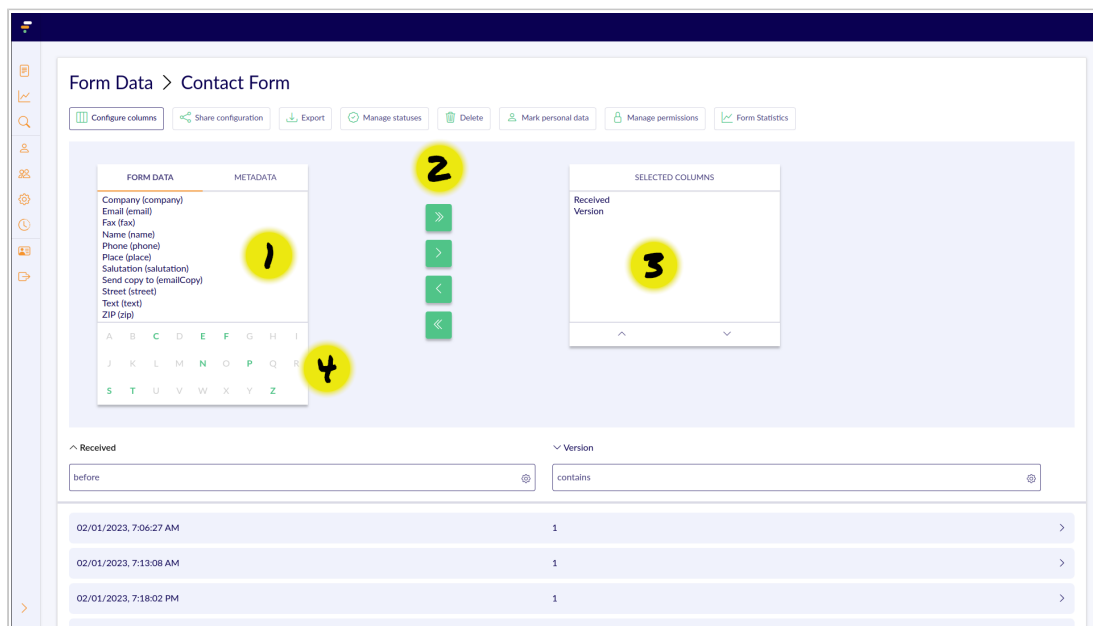 Form Data > Contact Form
Configure columns Share configuration Export Manage statuses Delete Mark personal data Manage permissions Form Statistics
FORM DATA METADATA
Company (company)
Email (email)
Fax (fax)
Name (name)
Phone (phone)
Place (place)
Salutation (salutation)
Send copy to (emailCopy)
Street (street)
Text (text)
ZIP (zip)
A B C D E F G H I
J K L M N O P Q R
S T U V W X Y Z
1
2
SELECTED COLUMNS
Received
Version
3
4
Received Version
before contains
02/01/2023, 7:06:27 AM 1
02/01/2023, 7:13:08 AM 1
02/01/2023, 7:18:02 PM 1